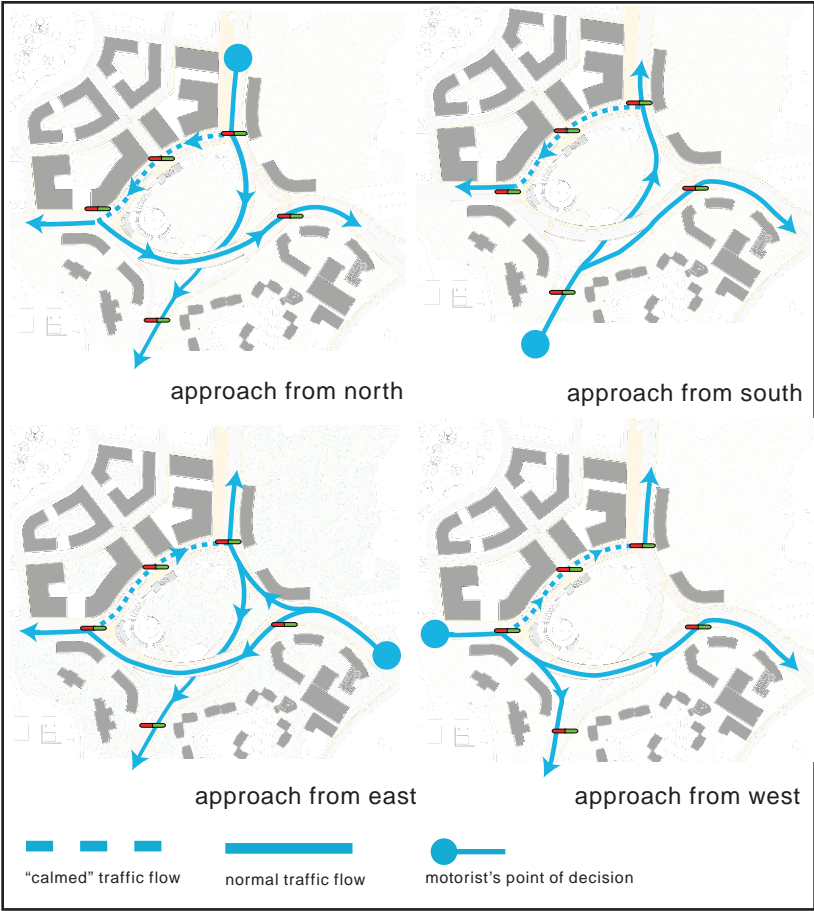 approach from north
approach from south
approach from east
approach from west
“calmed” traffic flow
normal traffic flow
motorist’s point of decision